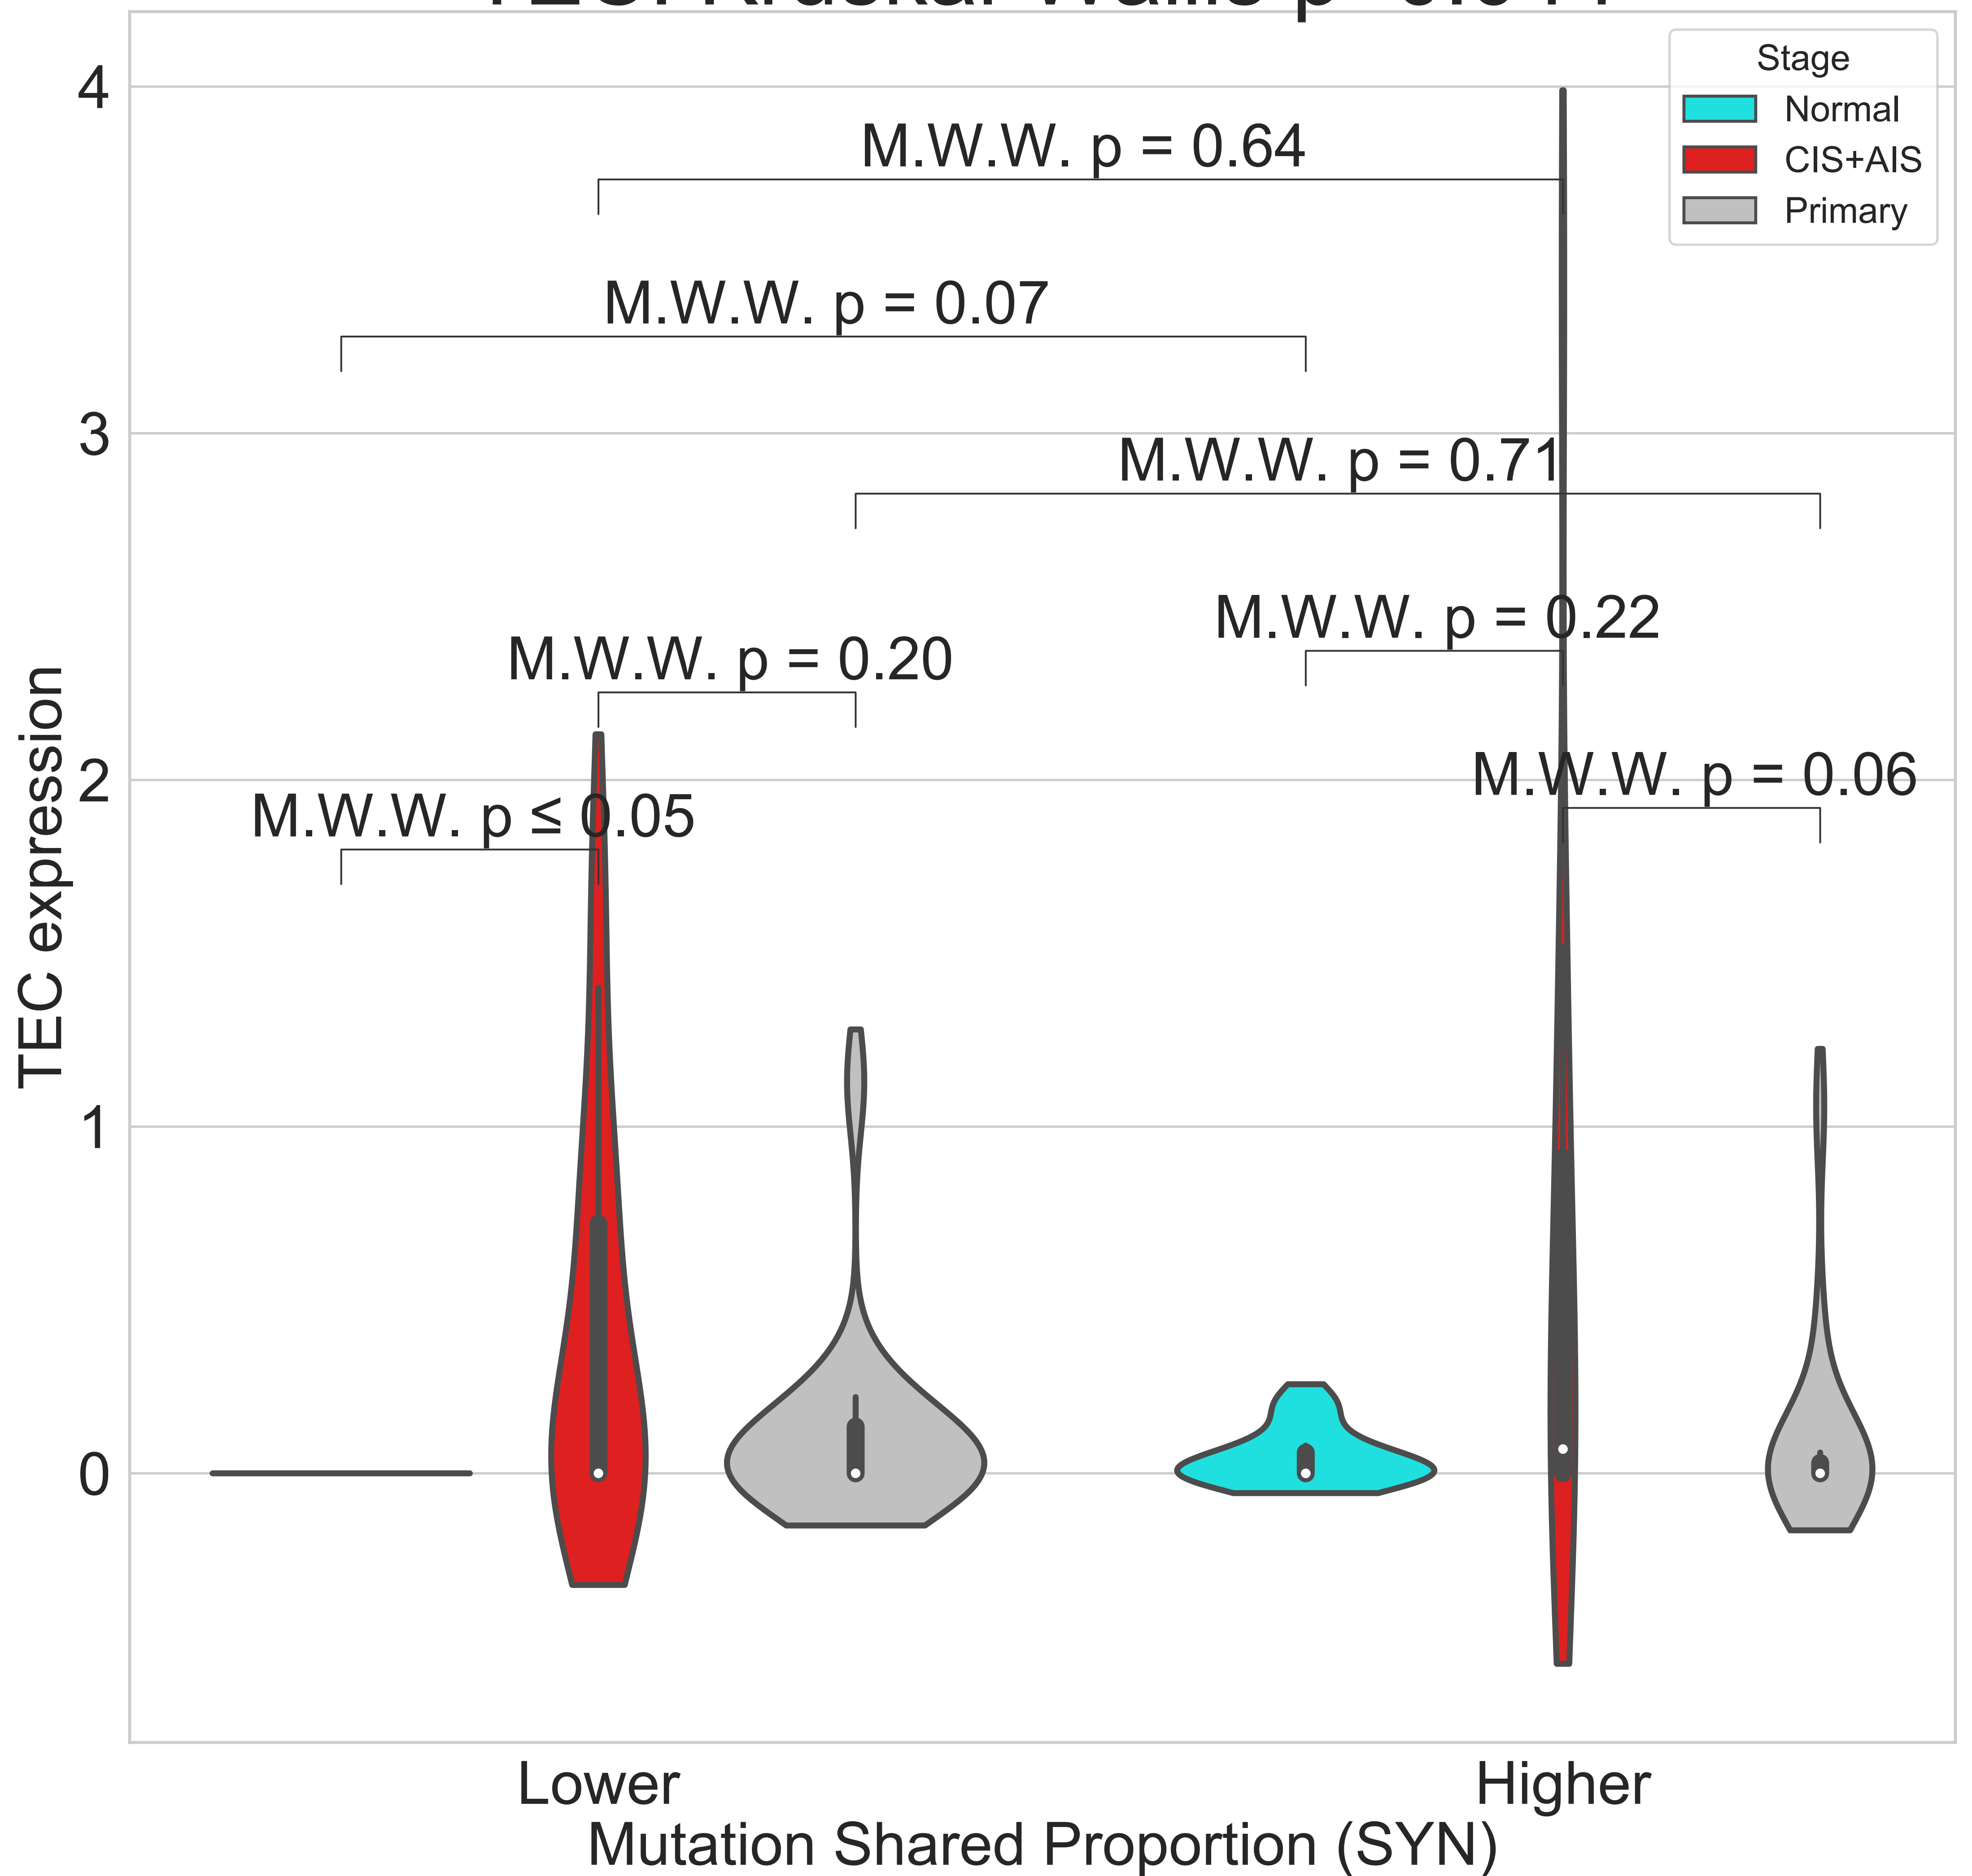 Stage
Normal
CIS+AIS
Primary
4
3
2
1
0
TEC expression
M.W.W. p = 0.64
M.W.W. p = 0.07
M.W.W. p = 0.71
M.W.W. p = 0.22
M.W.W. p = 0.20
M.W.W. p = 0.06
M.W.W. p ≤ 0.05
Lower
Higher
Mutation Shared Proportion (SYN)